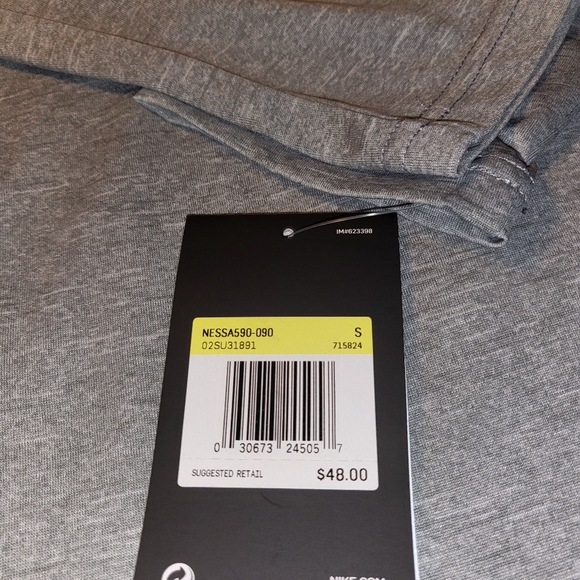 IM#623398
NESSA590-090 S
02SU31891 715824
0 30673 24505 7
SUGGESTED RETAIL $48.00
NIKE.COM